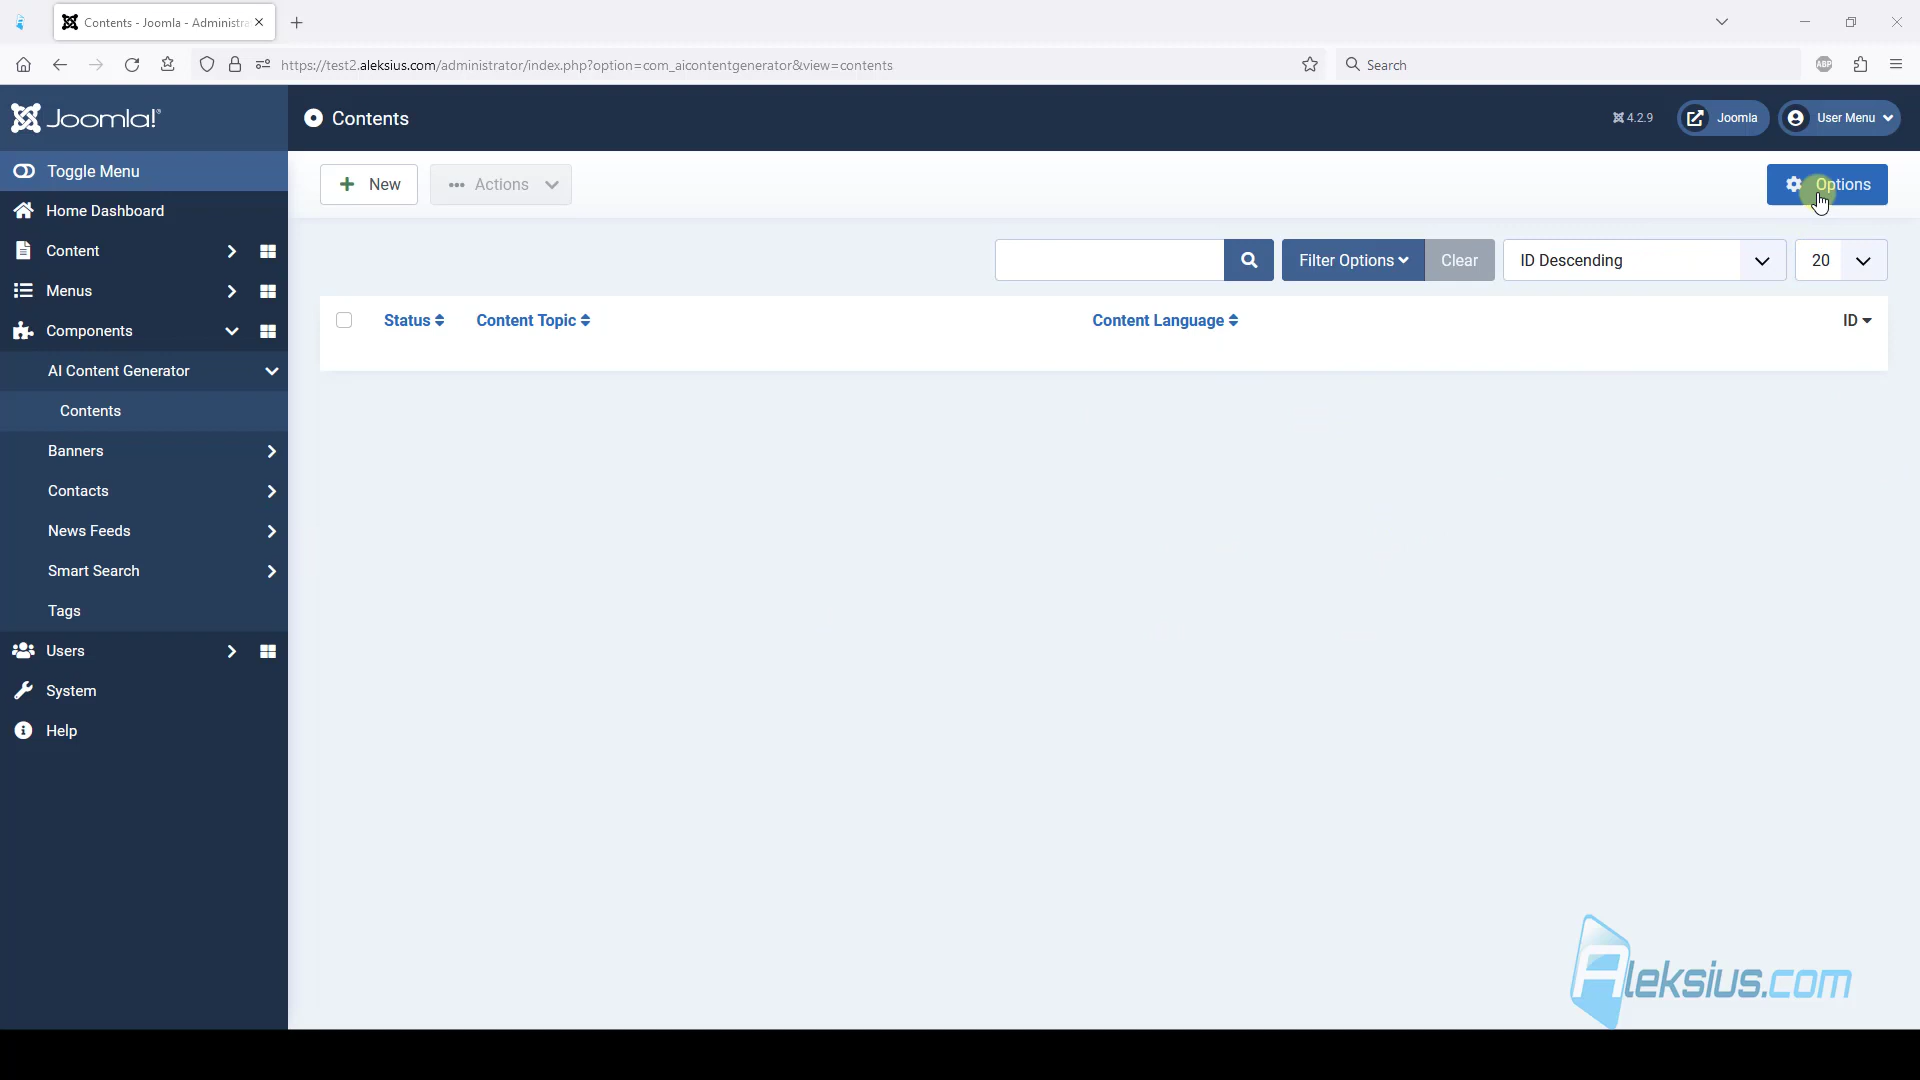 Contents - Joomla - Administra
https://test2.aleksius.com/administrator/index.php?option=com_aicontentgenerator&view=contents
Search
ABP
Joomla!®
Contents
4.2.9
Joomla
User Menu
Toggle Menu
New
Actions
Options
Home Dashboard
Content
Filter Options
Clear
ID Descending
20
Menus
Status
Content Topic
Content Language
ID
Components
AI Content Generator
Contents
Banners
Contacts
News Feeds
Smart Search
Tags
Users
System
Help
Aleksius.com